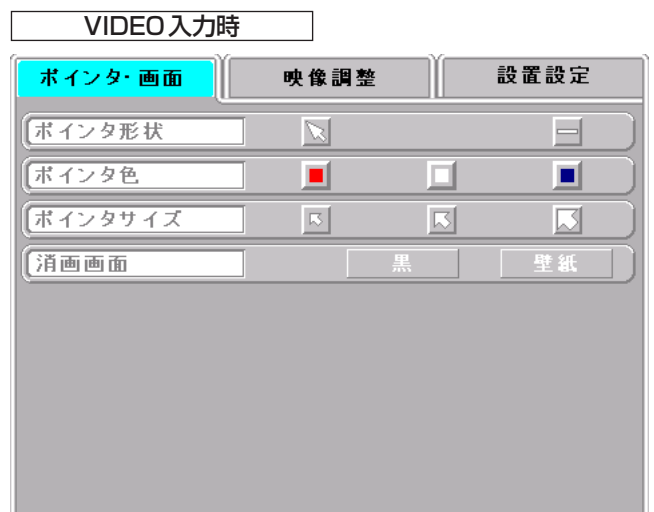 VIDEO入力時
ポインタ・画面 映像調整 設置設定
ポインタ形状
ポインタ色
ポインタサイズ
消画画面 黒 壁紙